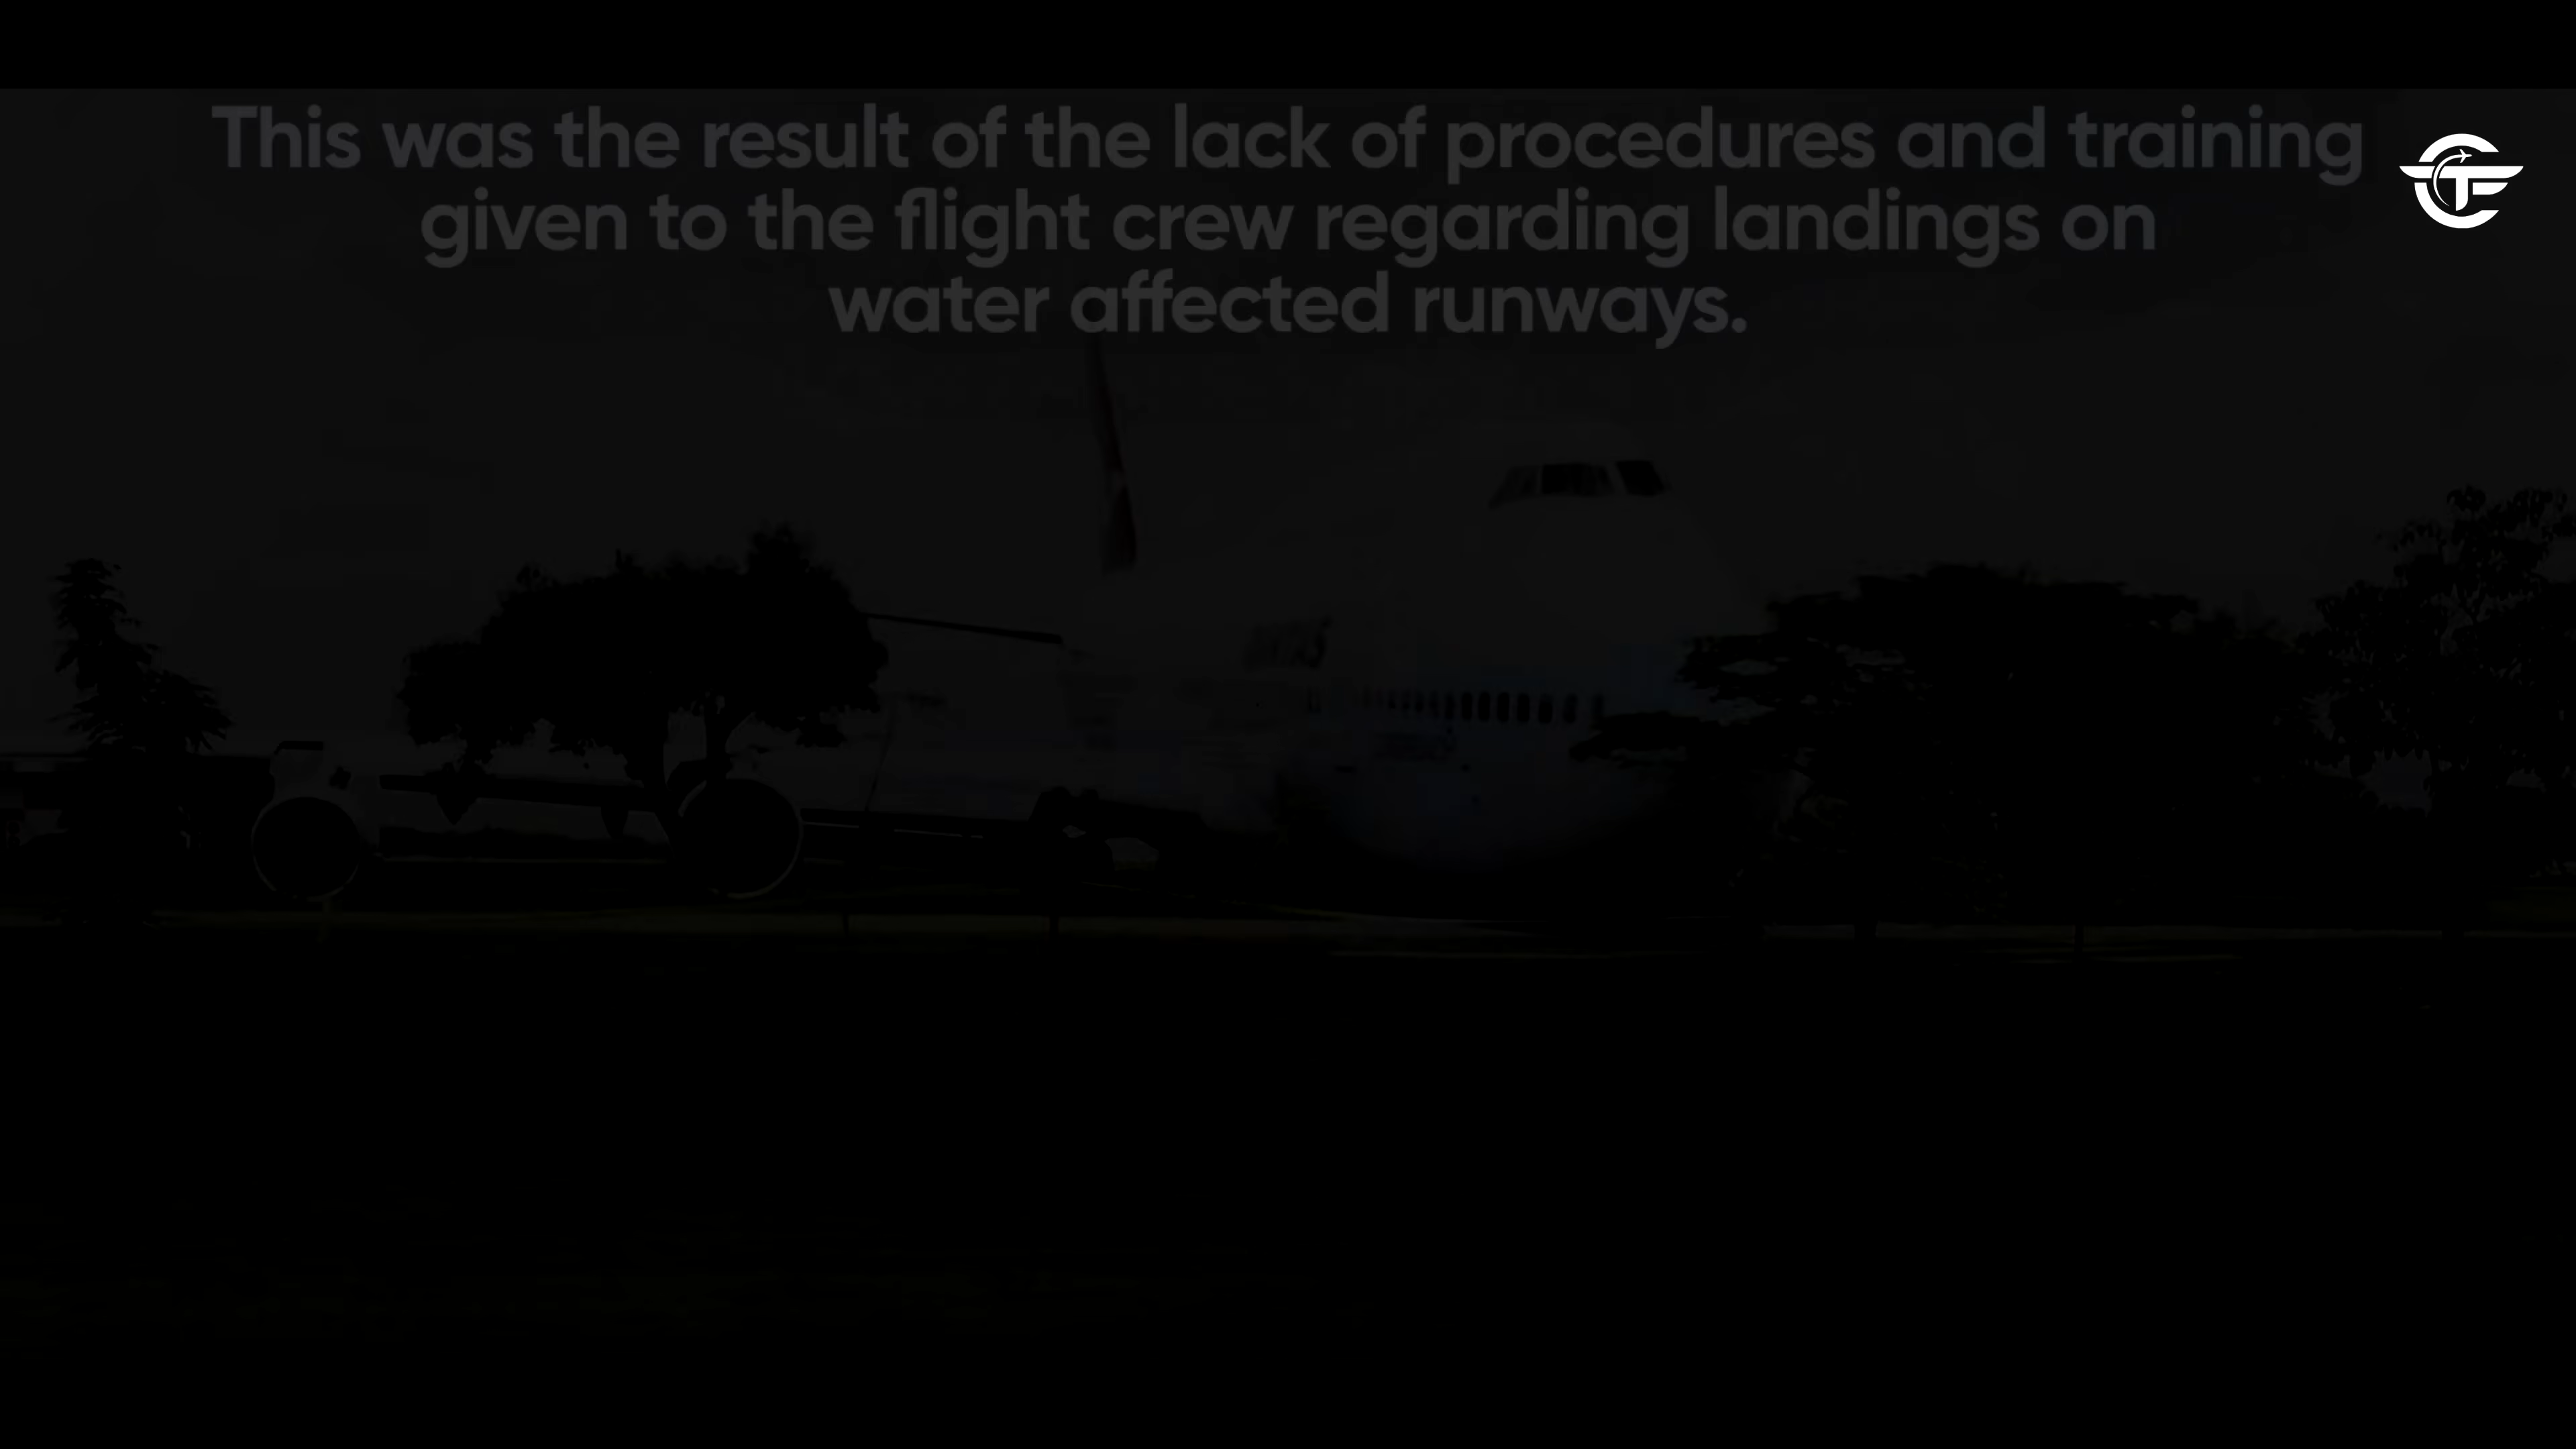 This was the result of the lack of procedures and training
given to the flight crew regarding landings on
water affected runways.